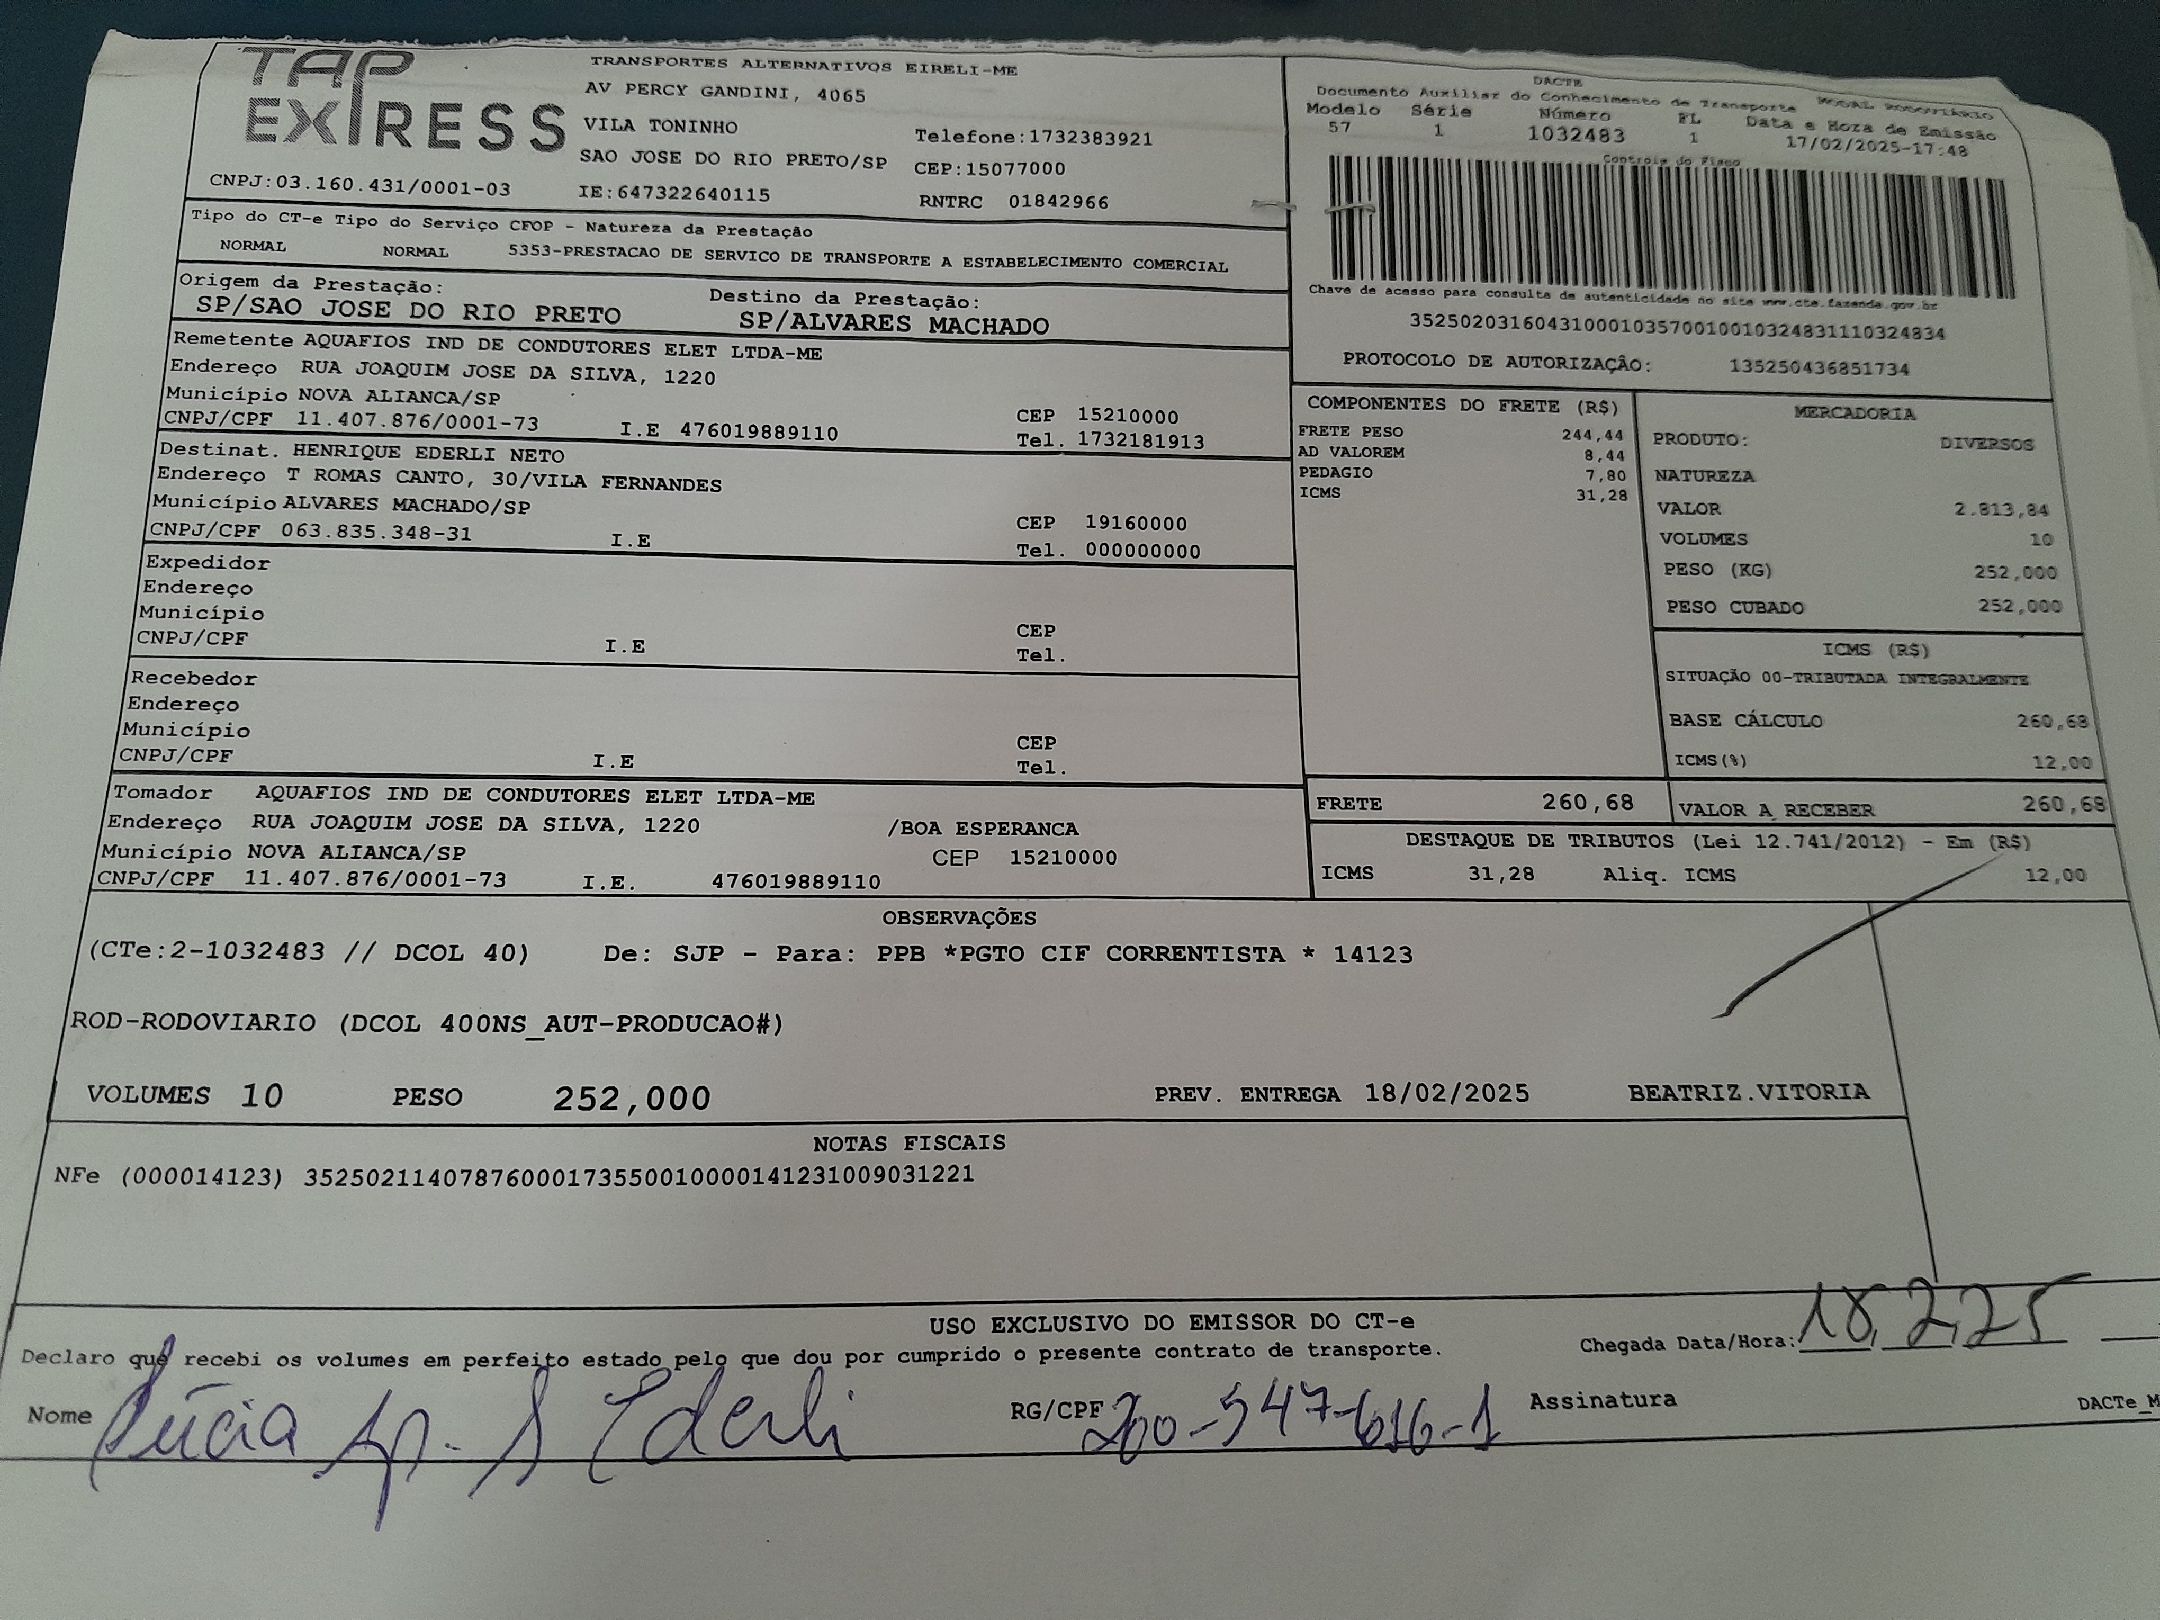 TAP EXPRESS
TRANSPORTES ALTERNATIVOS EIRELI-ME
AV PERCY GANDINI, 4065
VILA TONINHO Telefone:1732383921
SAO JOSE DO RIO PRETO/SP CEP:15077000
CNPJ:03.160.431/0001-03 IE:647322640115 RNTRC 01842966
DACTE
Documento Auxiliar do Conhecimento de Transporte MODAL RODOVIÁRIO
Modelo Série Número FL Data e Hora de Emissão
57 1 1032483 1 17/02/2025-17:48
Controle do Fisco
Chave de acesso para consulta de autenticidade no site www.cte.fazenda.gov.br
35250203160431000103570010010324831110324834
PROTOCOLO DE AUTORIZAÇÃO: 135250436851734
Tipo do CT-e Tipo do Serviço CFOP - Natureza da Prestação
NORMAL NORMAL 5353-PRESTACAO DE SERVICO DE TRANSPORTE A ESTABELECIMENTO COMERCIAL
Origem da Prestação: Destino da Prestação:
SP/SAO JOSE DO RIO PRETO SP/ALVARES MACHADO
Remetente AQUAFIOS IND DE CONDUTORES ELET LTDA-ME
Endereço RUA JOAQUIM JOSE DA SILVA, 1220
Município NOVA ALIANCA/SP CEP 15210000
CNPJ/CPF 11.407.876/0001-73 I.E 476019889110 Tel. 1732181913
Destinat. HENRIQUE EDERLI NETO
Endereço T ROMAS CANTO, 30/VILA FERNANDES
Município ALVARES MACHADO/SP CEP 19160000
CNPJ/CPF 063.835.348-31 I.E Tel. 000000000
Expedidor
Endereço
Município CEP
CNPJ/CPF I.E Tel.
Recebedor
Endereço
Município CEP
CNPJ/CPF I.E Tel.
Tomador AQUAFIOS IND DE CONDUTORES ELET LTDA-ME
Endereço RUA JOAQUIM JOSE DA SILVA, 1220 /BOA ESPERANCA
Município NOVA ALIANCA/SP CEP 15210000
CNPJ/CPF 11.407.876/0001-73 I.E. 476019889110
COMPONENTES DO FRETE (R$)
FRETE PESO 244,44
AD VALOREM 8,44
PEDAGIO 7,80
ICMS 31,28
MERCADORIA
PRODUTO: DIVERSOS
NATUREZA
VALOR 2.813,84
VOLUMES 10
PESO (KG) 252,000
PESO CUBADO 252,000
ICMS (R$)
SITUAÇÃO 00-TRIBUTADA INTEGRALMENTE
BASE CÁLCULO 260,68
ICMS(%) 12,00
FRETE 260,68 VALOR A RECEBER 260,68
DESTAQUE DE TRIBUTOS (Lei 12.741/2012) - Em (R$)
ICMS 31,28 Aliq. ICMS 12,00
OBSERVAÇÕES
(CTe:2-1032483 // DCOL 40) De: SJP - Para: PPB *PGTO CIF CORRENTISTA * 14123
ROD-RODOVIARIO (DCOL 400NS_AUT-PRODUCAO#)
VOLUMES 10 PESO 252,000 PREV. ENTREGA 18/02/2025 BEATRIZ.VITORIA
NOTAS FISCAIS
NFe (000014123) 35250211407876000173550010000141231009031221
USO EXCLUSIVO DO EMISSOR DO CT-e
Declaro que recebi os volumes em perfeito estado pelo que dou por cumprido o presente contrato de transporte. Chegada Data/Hora: 18,2,25
Nome Lúcia Ap. S Ederli RG/CPF 200-547-616-1 Assinatura DACTe_M